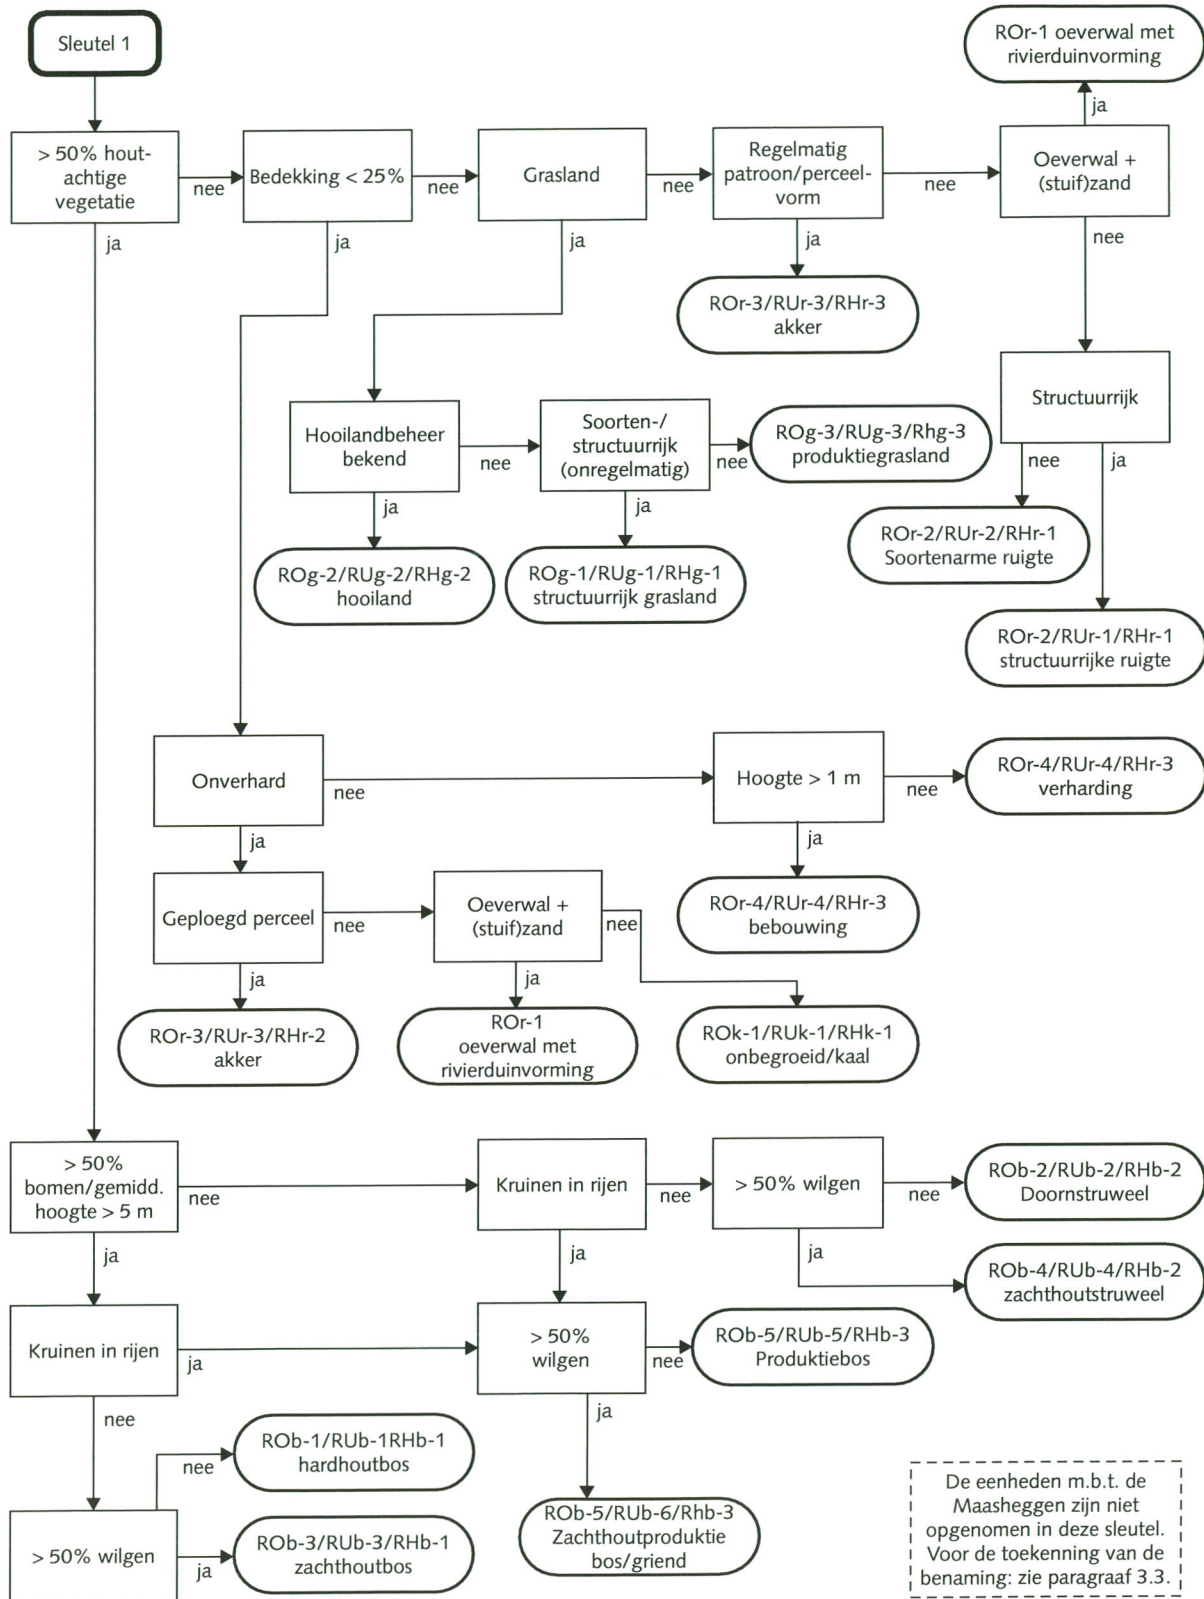 Sleutel 1
ROr-1 oeverwal met
rivierduinvorming
ja
> 50% hout-
achtige
vegetatie
nee
Bedekking < 25%
nee
Grasland
nee
Regelmatig
patroon/perceel-
vorm
nee
Oeverwal +
(stuif)zand
ja
ja
ja
ja
nee
ROr-3/RUr-3/RHr-3
akker
Structuurrijk
nee
ja
Hooilandbeheer
bekend
nee
Soorten-/
structuurrijk
(onregelmatig)
nee
ROg-3/RUg-3/Rhg-3
produktiegrasland
ja
ja
ROg-2/RUg-2/RHg-2
hooiland
ROg-1/RUg-1/RHg-1
structuurrijk grasland
ROr-2/RUr-2/RHr-1
Soortenarme ruigte
ROr-2/RUr-1/RHr-1
structuurrijke ruigte
Onverhard
nee
Hoogte > 1 m
nee
ROr-4/RUr-4/RHr-3
verharding
ja
ja
Geploegd perceel
nee
Oeverwal +
(stuif)zand
nee
ROr-4/RUr-4/RHr-3
bebouwing
ja
ja
ROr-3/RUr-3/RHr-2
akker
ROr-1
oeverwal met
rivierduinvorming
ROk-1/RUk-1/RHk-1
onbegroeid/kaal
> 50%
bomen/gemidd.
hoogte > 5 m
nee
Kruinen in rijen
nee
> 50% wilgen
nee
ROb-2/RUb-2/RHb-2
Doornstruweel
ja
ja
ja
ROb-4/RUb-4/RHb-2
zachthoutstruweel
Kruinen in rijen
ja
> 50%
wilgen
nee
ROb-5/RUb-5/RHb-3
Produktiebos
nee
ja
nee
ROb-1/RUb-1RHb-1
hardhoutbos
> 50% wilgen
ja
ROb-3/RUb-3/RHb-1
zachthoutbos
ROb-5/RUb-6/Rhb-3
Zachthoutproduktie
bos/griend
De eenheden m.b.t. de
Maasheggen zijn niet
opgenomen in deze sleutel.
Voor de toekenning van de
benaming: zie paragraaf 3.3.